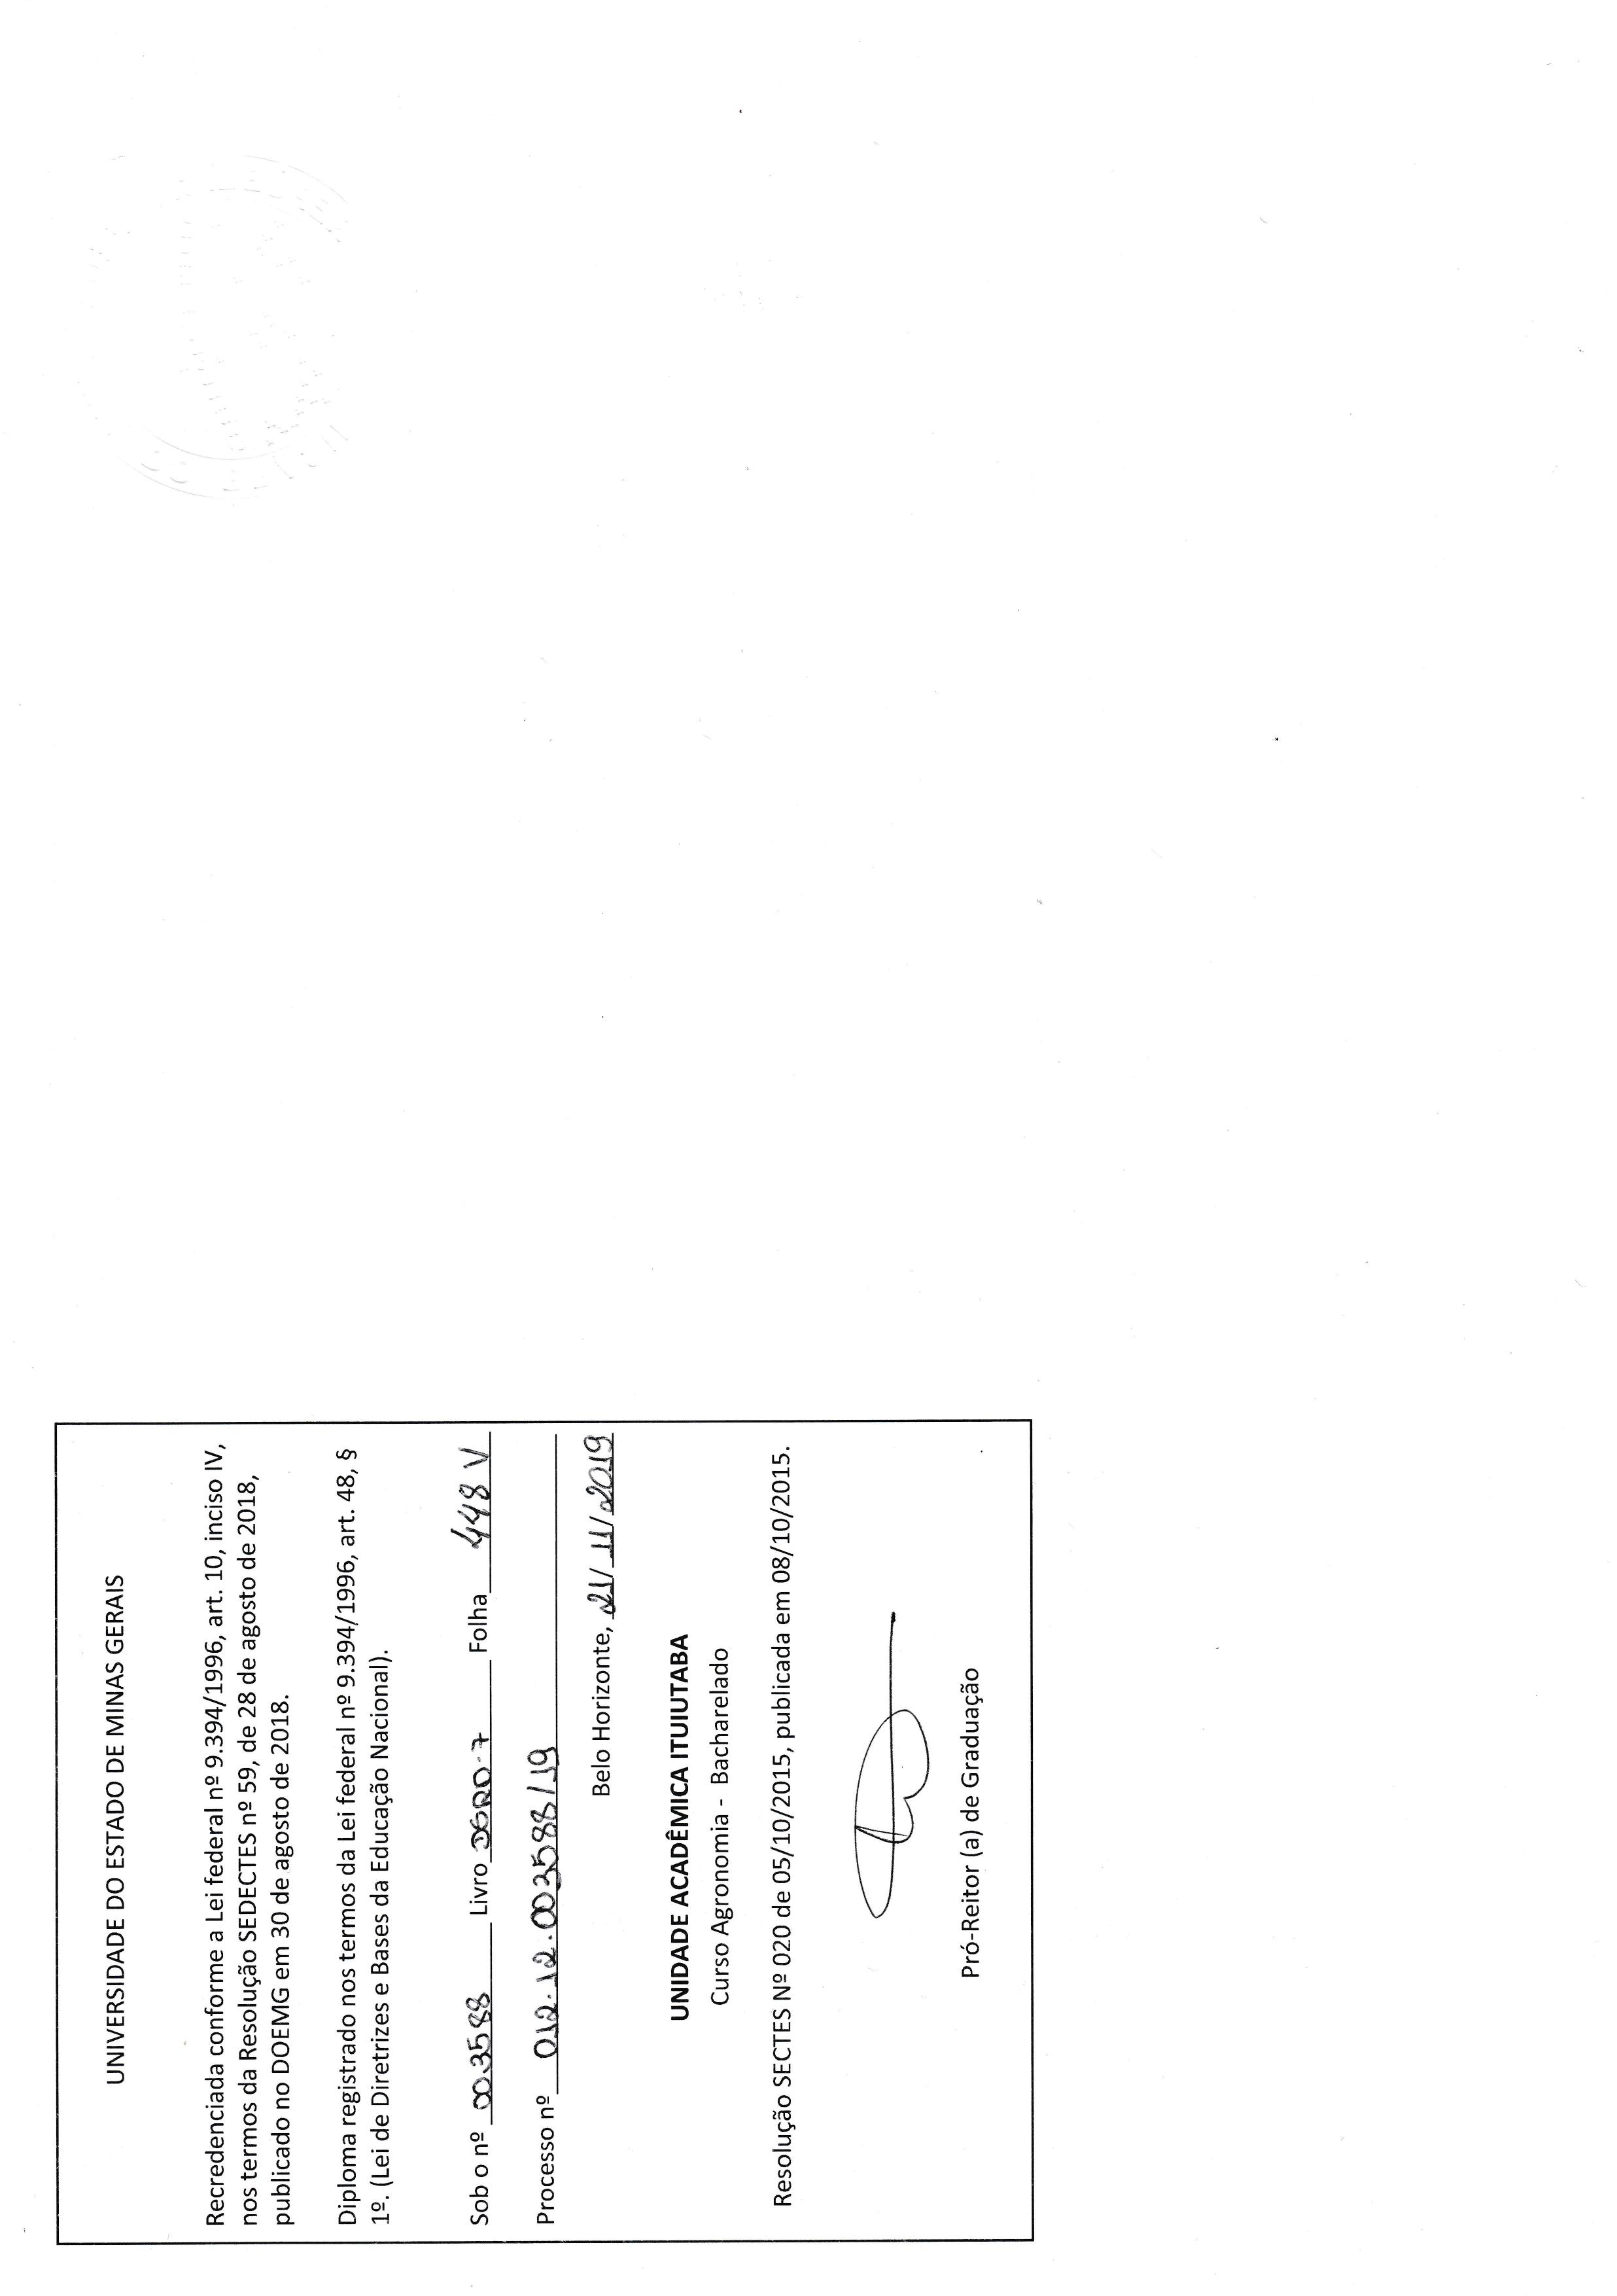 UNIVERSIDADE DO ESTADO DE MINAS GERAIS
Recredenciada conforme a Lei federal nº 9.394/1996, art. 10, inciso IV,
nos termos da Resolução SEDECTES nº 59, de 28 de agosto de 2018,
publicado no DOEMG em 30 de agosto de 2018.
Diploma registrado nos termos da Lei federal nº 9.394/1996, art. 48, §
1º. (Lei de Diretrizes e Bases da Educação Nacional).
Sob o nº 003588 Livro DGRD-7 Folha 448 V
Processo nº 012.12.003588/19
Belo Horizonte, 21/11/2019
UNIDADE ACADÊMICA ITUIUTABA
Curso Agronomia - Bacharelado
Resolução SECTES Nº 020 de 05/10/2015, publicada em 08/10/2015.
Pró-Reitor (a) de Graduação